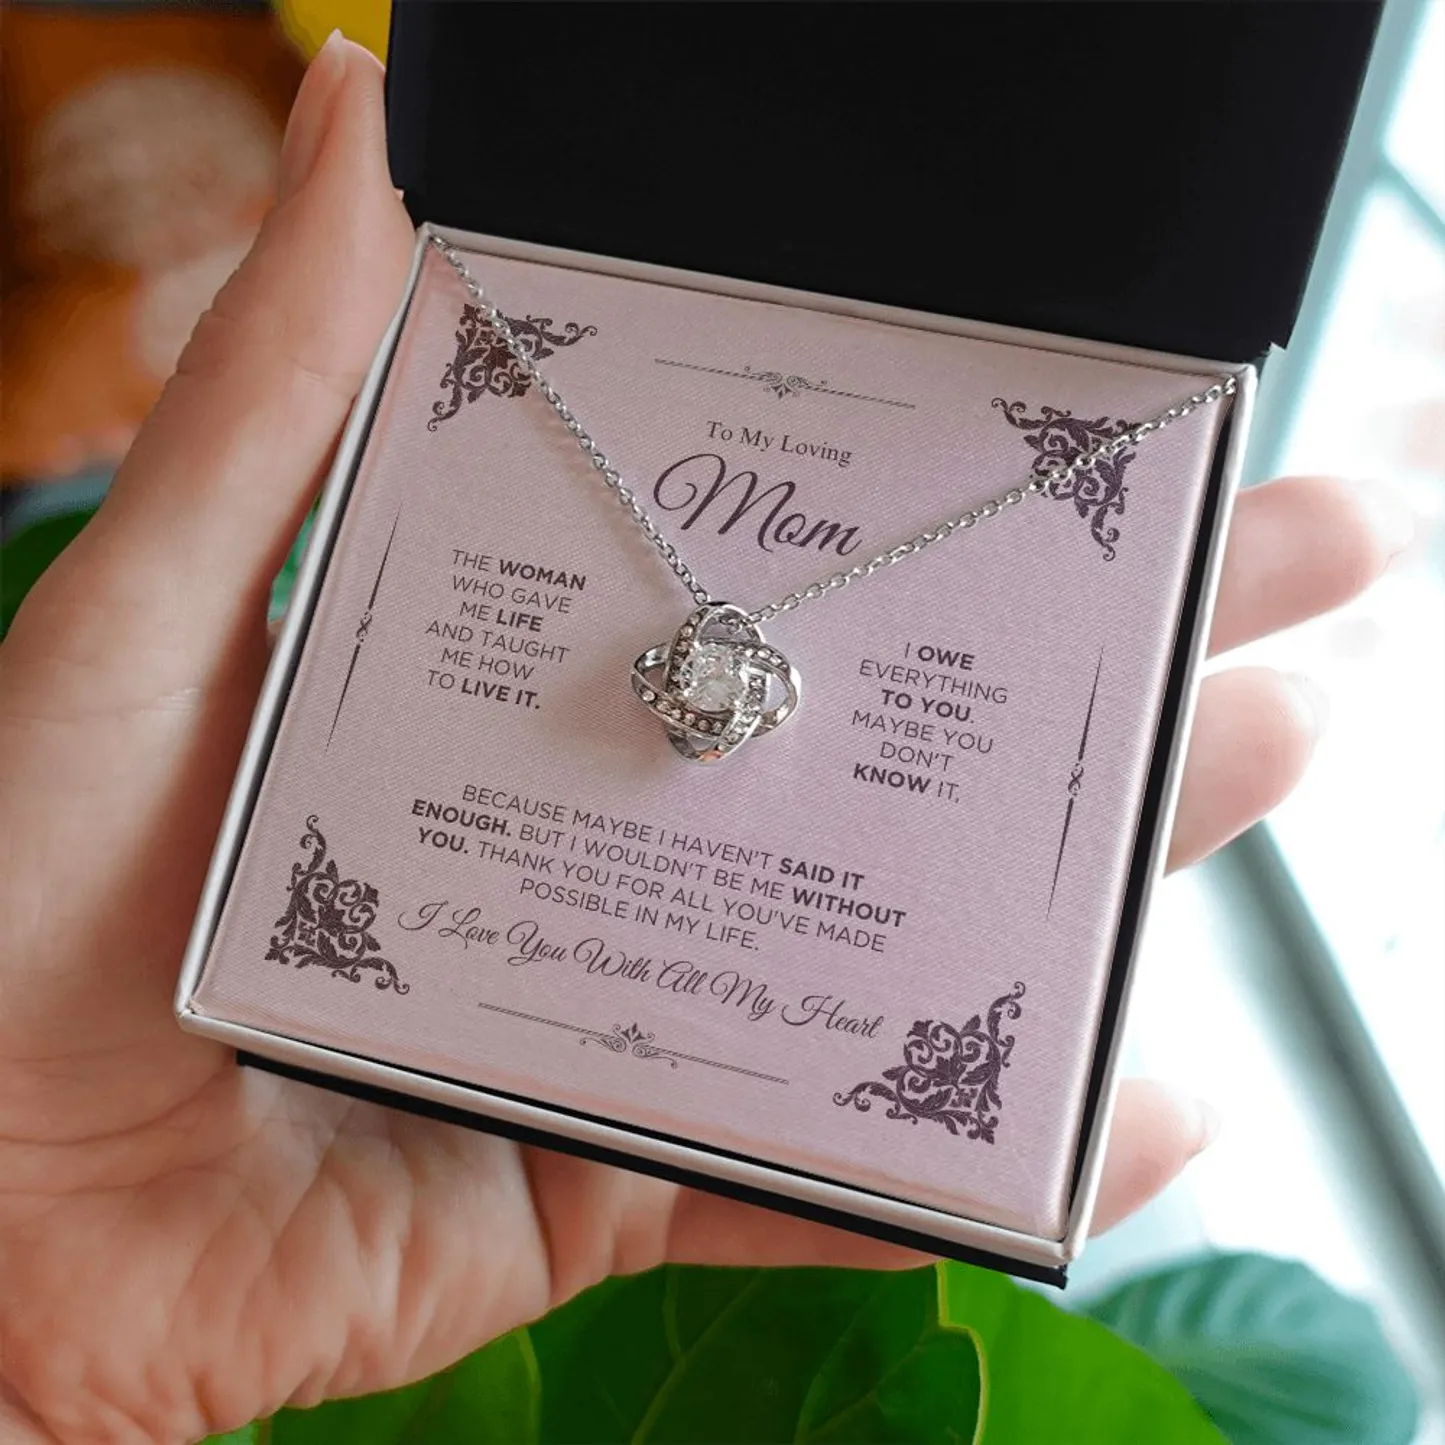 To My Loving
Mom
THE WOMAN
WHO GAVE
ME LIFE
AND TAUGHT
ME HOW
TO LIVE IT.
I OWE
EVERYTHING
TO YOU.
MAYBE YOU
DON'T
KNOW IT,
BECAUSE MAYBE I HAVEN'T SAID IT
ENOUGH. BUT I WOULDN'T BE ME WITHOUT
YOU. THANK YOU FOR ALL YOU'VE MADE
POSSIBLE IN MY LIFE.
I Love You With All My Heart